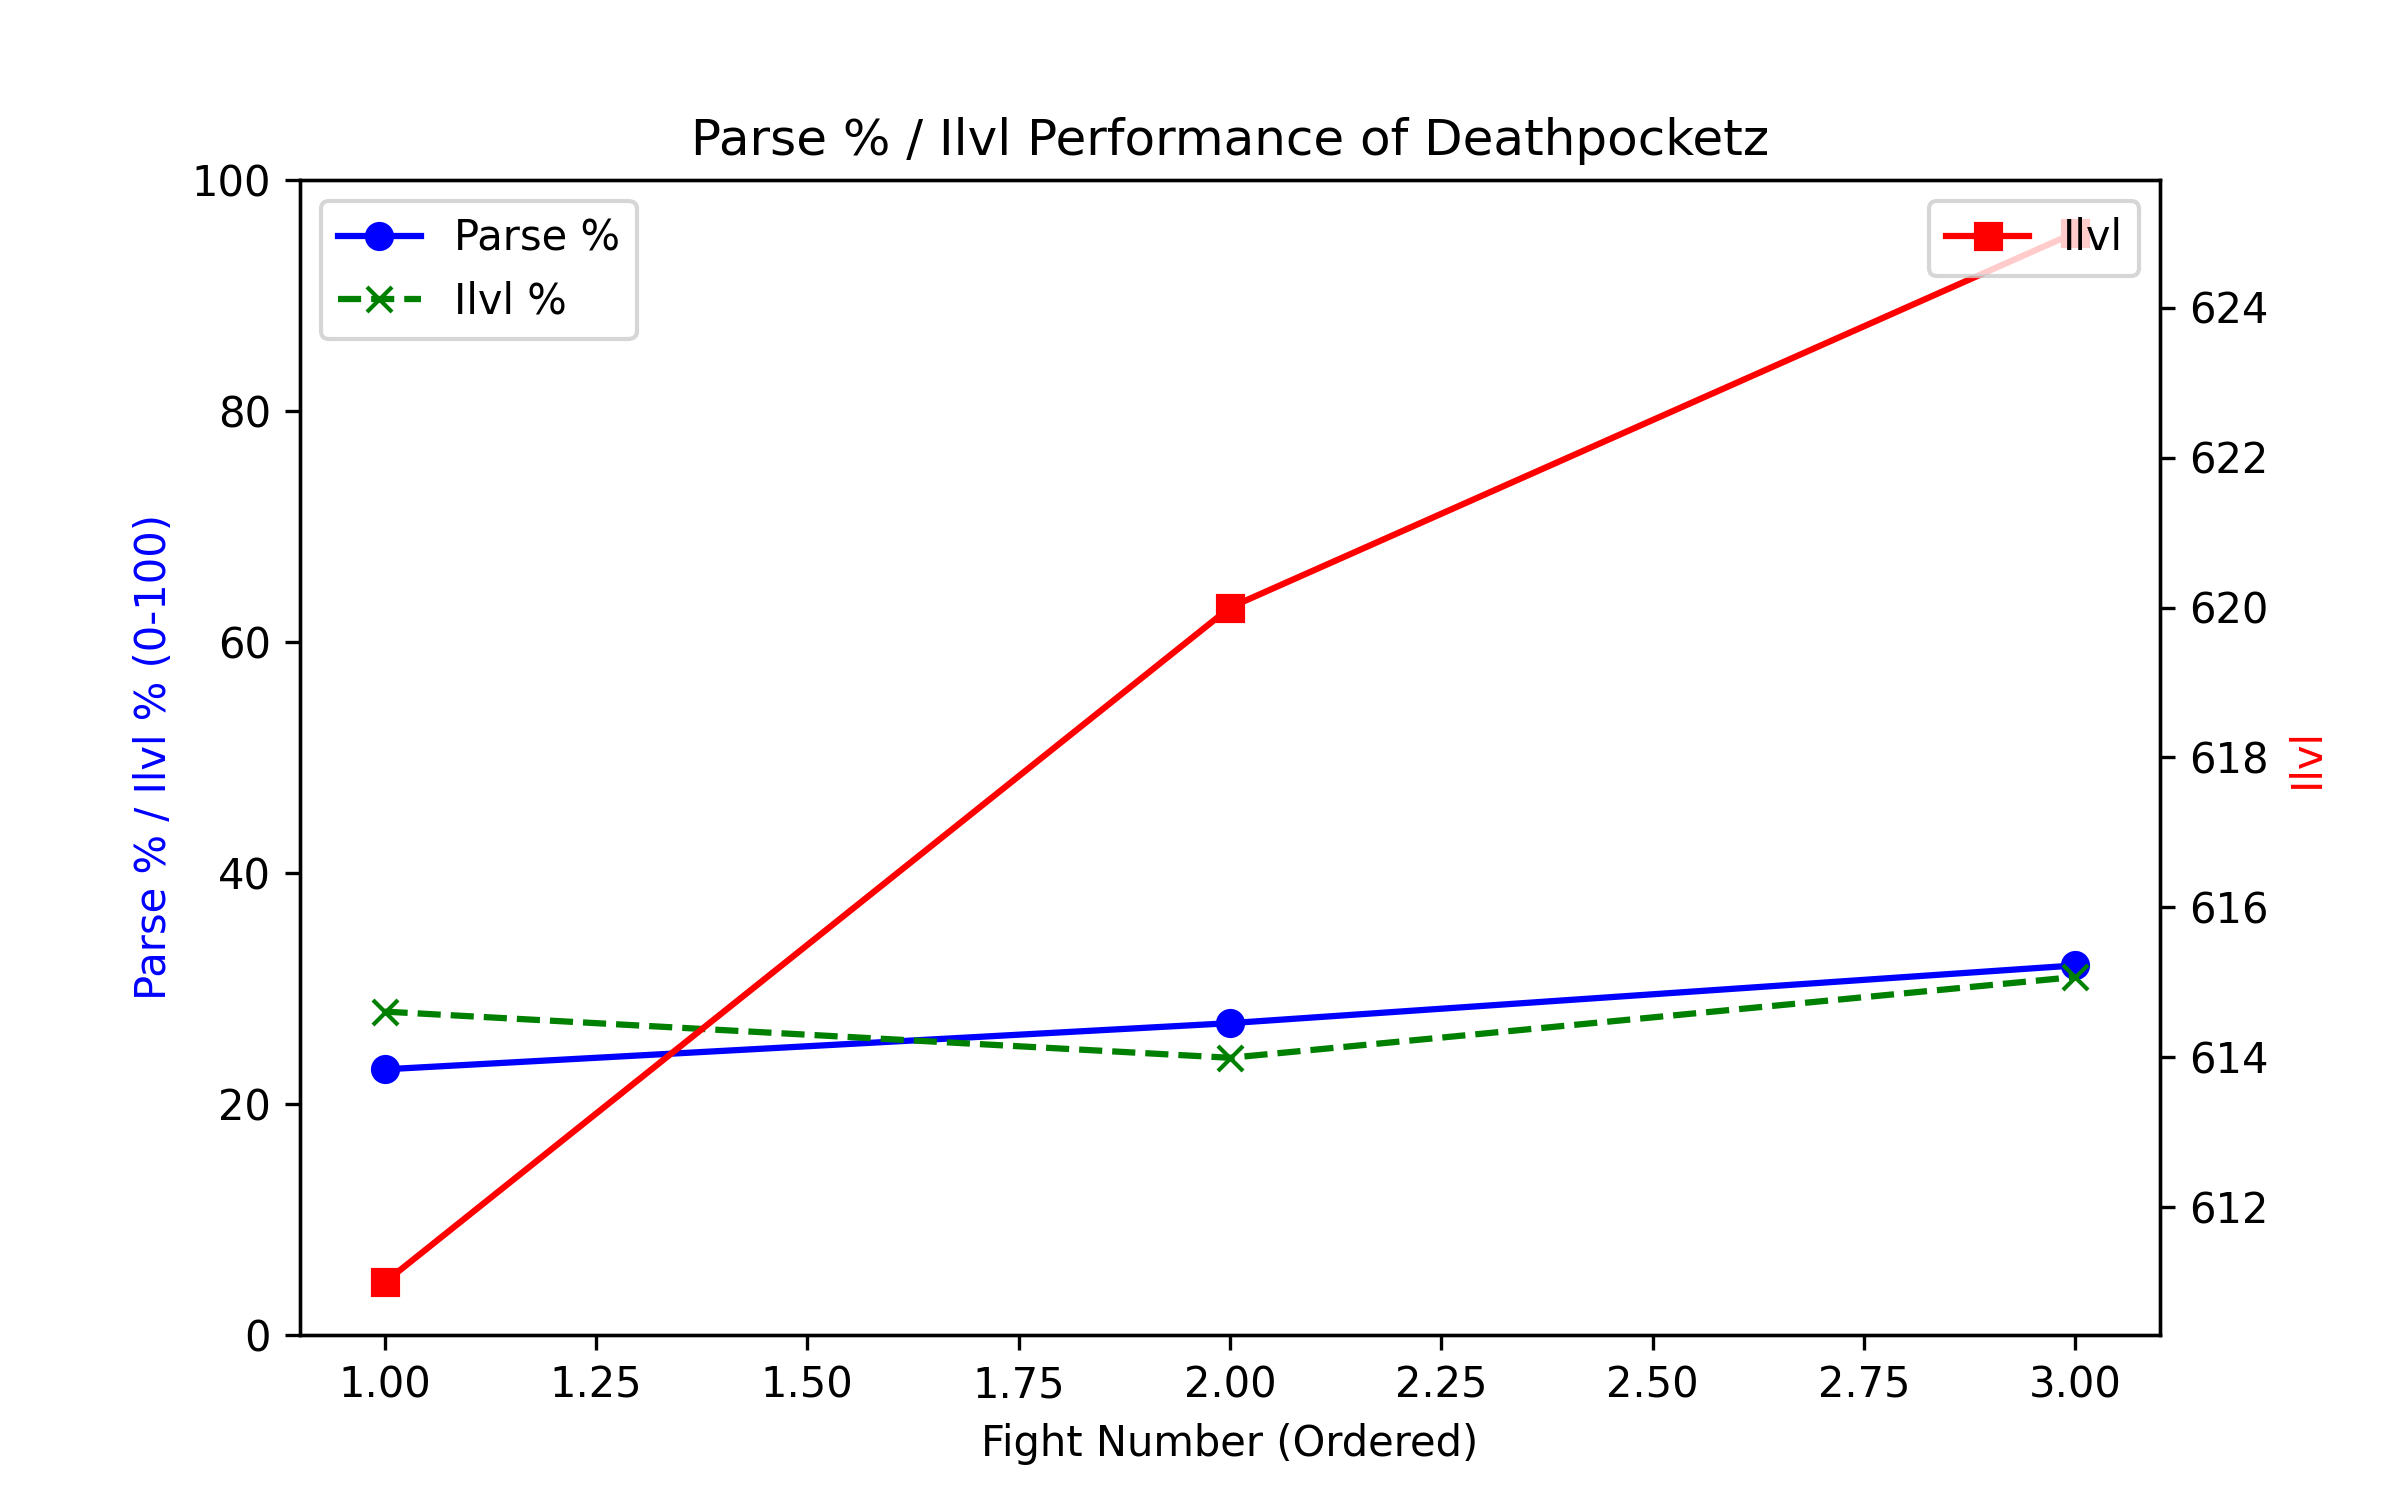 Parse % / Ilvl Performance of Deathpocketz
Parse %
Ilvl %
Ilvl
Parse % / Ilvl % (0-100)
100
80
60
40
20
0
624
622
620
618
616
614
612
Ilvl
1.00 1.25 1.50 1.75 2.00 2.25 2.50 2.75 3.00
Fight Number (Ordered)